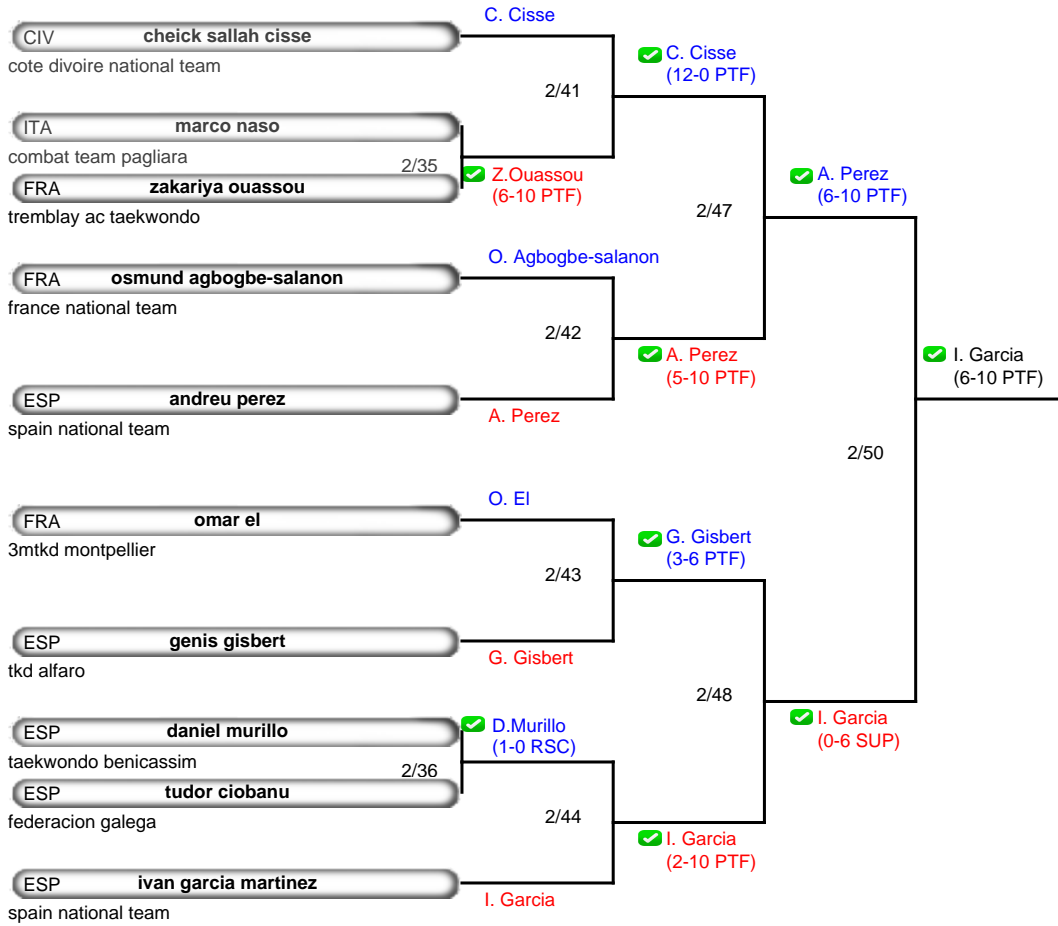 C. Cisse
CIV cheick sallah cisse
cote divoire national team
C. Cisse
(12-0 PTF)
2/41
ITA marco naso
combat team pagliara
2/35
Z.Ouassou
(6-10 PTF)
FRA zakariya ouassou
tremblay ac taekwondo
A. Perez
(6-10 PTF)
2/47
O. Agbogbe-salanon
FRA osmund agbogbe-salanon
france national team
2/42
A. Perez
(5-10 PTF)
I. Garcia
(6-10 PTF)
ESP andreu perez
A. Perez
spain national team
2/50
O. El
FRA omar el
3mtkd montpellier
G. Gisbert
(3-6 PTF)
2/43
ESP genis gisbert
G. Gisbert
tkd alfaro
2/48
I. Garcia
(0-6 SUP)
ESP daniel murillo
D.Murillo
(1-0 RSC)
taekwondo benicassim
2/36
ESP tudor ciobanu
federacion galega
2/44
I. Garcia
(2-10 PTF)
ESP ivan garcia martinez
I. Garcia
spain national team